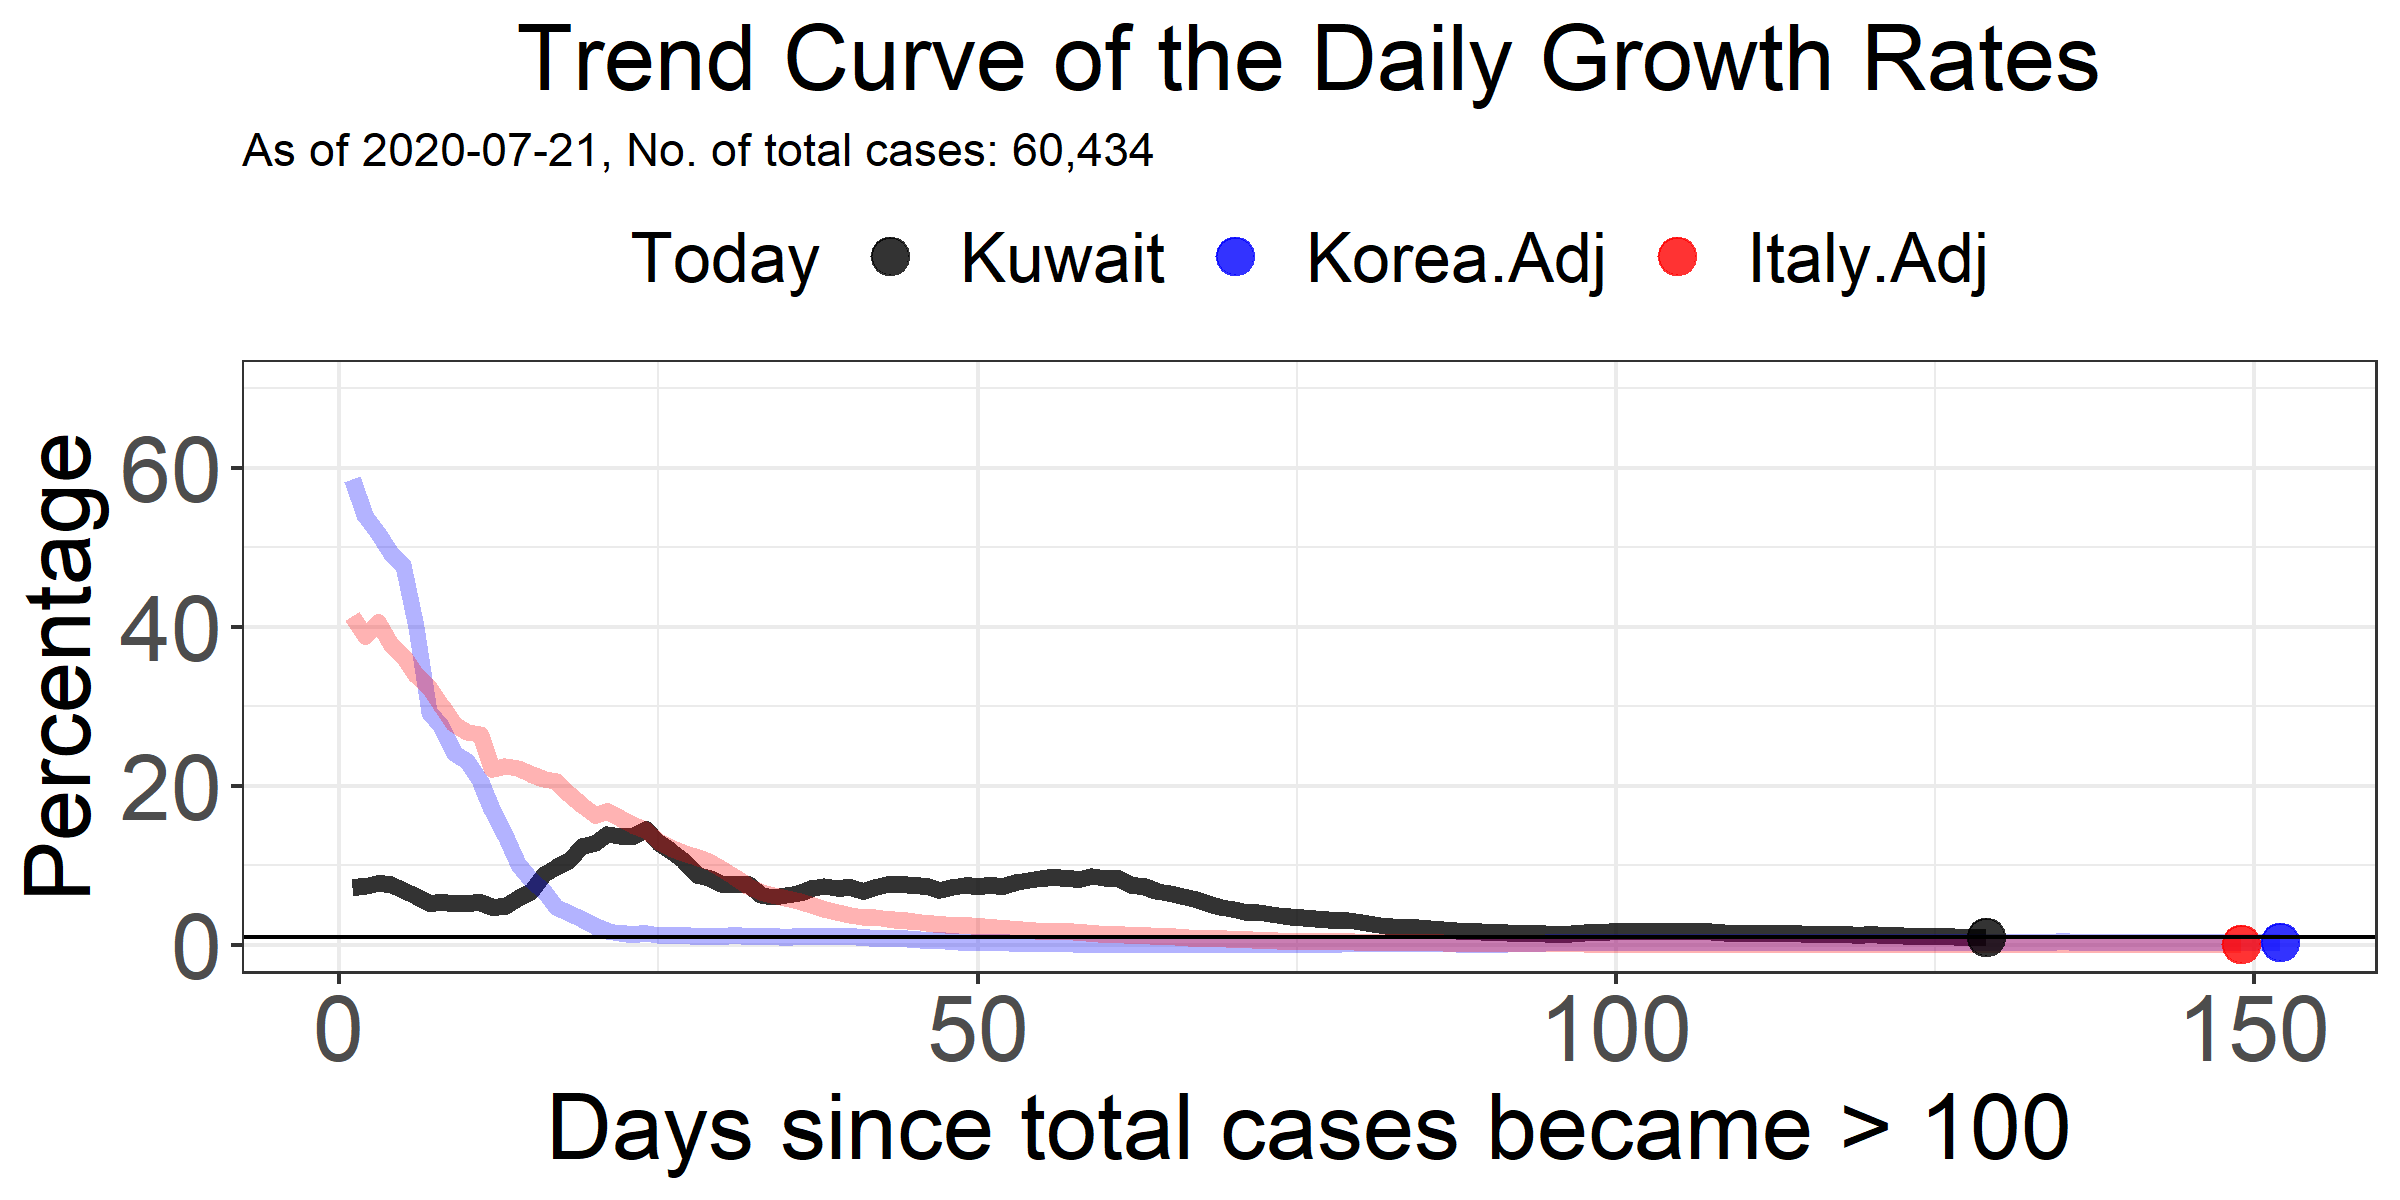 Trend Curve of the Daily Growth Rates
As of 2020-07-21, No. of total cases: 60,434
Today Kuwait Korea.Adj Italy.Adj
Percentage
60
40
20
0
0 50 100 150
Days since total cases became > 100